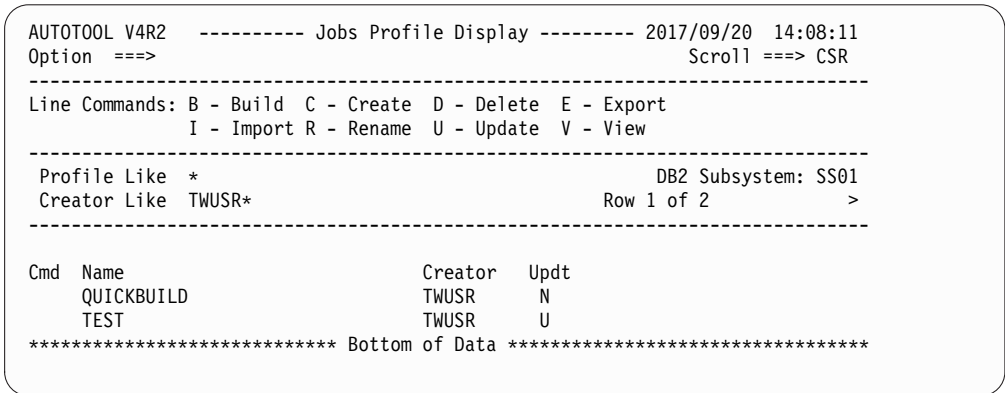 AUTOTOOL V4R2   ---------- Jobs Profile Display --------- 2017/09/20  14:08:11
Option  ===>                                                  Scroll ===> CSR
------------------------------------------------------------------------------
Line Commands: B - Build  C - Create  D - Delete  E - Export
               I - Import R - Rename  U - Update  V - View
------------------------------------------------------------------------------
 Profile Like  *                                           DB2 Subsystem: SS01
 Creator Like  TWUSR*                                 Row 1 of 2             >
------------------------------------------------------------------------------
Cmd  Name                            Creator   Updt
     QUICKBUILD                      TWUSR      N
     TEST                            TWUSR      U
***************************** Bottom of Data **********************************